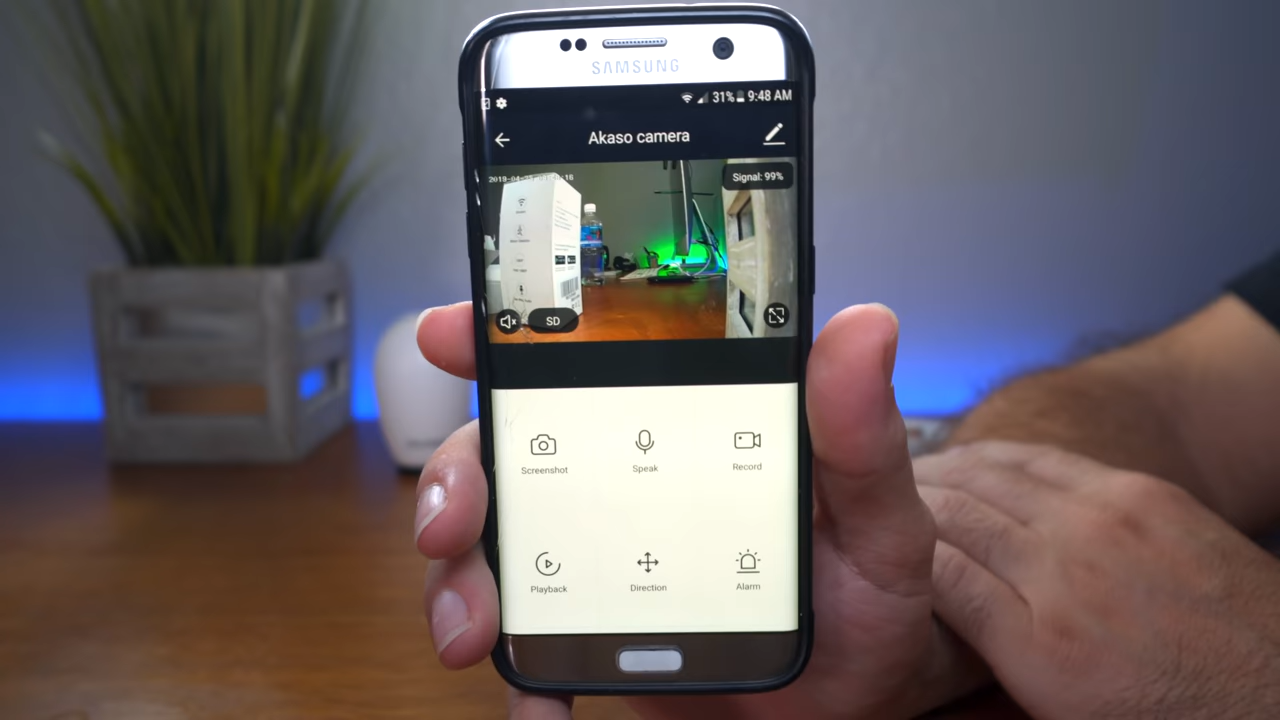 SAMSUNG
31% 9:48 AM
Akaso camera
Signal: 99%
SD
Screenshot
Speak
Record
Playback
Direction
Alarm